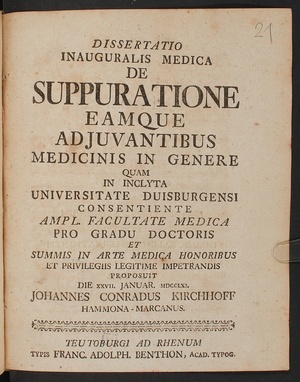 21
DISSERTATIO
INAUGURALIS MEDICA
DE
SUPPURATIONE
EAMQUE
ADJUVANTIBUS
MEDICINIS IN GENERE
QUAM
IN INCLYTA
UNIVERSITATE DUISBURGENSI
CONSENTIENTE
AMPL. FACULTATE MEDICA
PRO GRADU DOCTORIS
ET
SUMMIS IN ARTE MEDICA HONORIBUS
ET PRIVILEGIIS LEGITIME IMPETRANDIS
PROPOSUIT
DIE XXVII. JANUAR. MDCCLXI.
JOHANNES CONRADUS KIRCHHOFF
HAMMONA-MARCANUS.
TEUTOBURGI AD RHENUM
TYPIS FRANC. ADOLPH. BENTHON, ACAD. TYPOG.